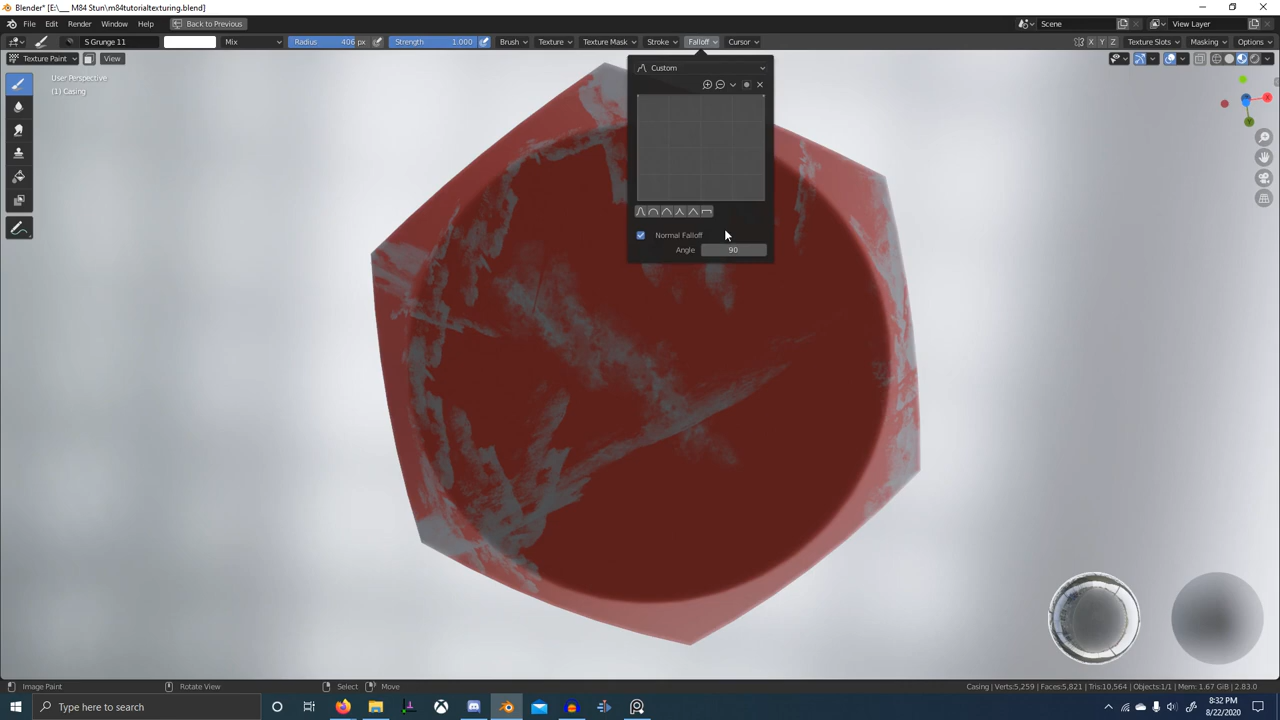 Blender* [E:\___ M84 Stun\m84tutorialtexturing.blend]
File Edit Render Window Help Back to Previous Scene View Layer
S Grunge 11 Mix Radius 406 px Strength 1.000 Brush Texture Texture Mask Stroke Falloff Cursor X Y Z Texture Slots Masking Options
Texture Paint View
User Perspective
(1) Casing
Custom
Normal Falloff
Angle 90
X
Y
Image Paint Rotate View Select Move Casing | Verts:5,259 | Faces:5,821 | Tris:10,564 | Objects:1/1 | Mem: 1.67 GiB | 2.83.0
Type here to search
8:32 PM
8/22/2020